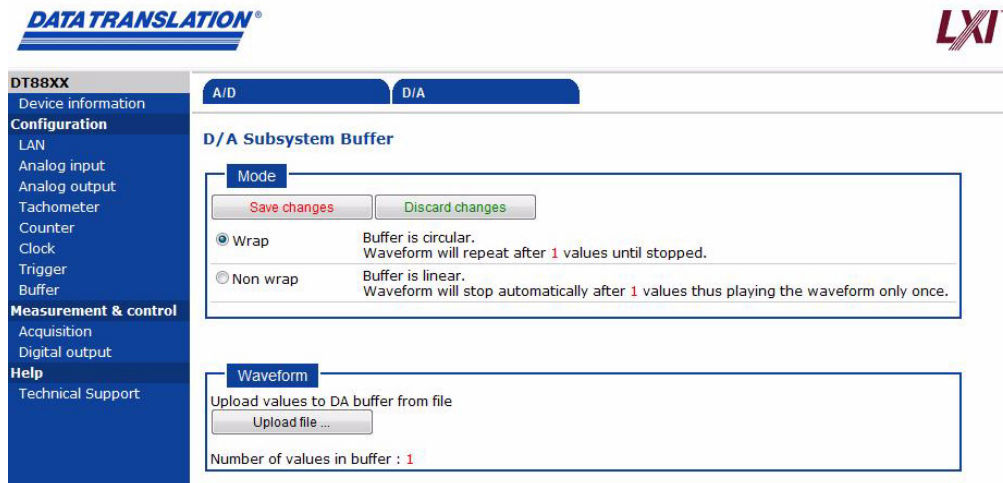 DATA TRANSLATION®
LXI
DT88XX
Device information
Configuration
LAN
Analog input
Analog output
Tachometer
Counter
Clock
Trigger
Buffer
Measurement & control
Acquisition
Digital output
Help
Technical Support
A/D
D/A
D/A Subsystem Buffer
Mode
Save changes
Discard changes
Wrap
Buffer is circular.
Waveform will repeat after 1 values until stopped.
Non wrap
Buffer is linear.
Waveform will stop automatically after 1 values thus playing the waveform only once.
Waveform
Upload values to DA buffer from file
Upload file ...
Number of values in buffer : 1